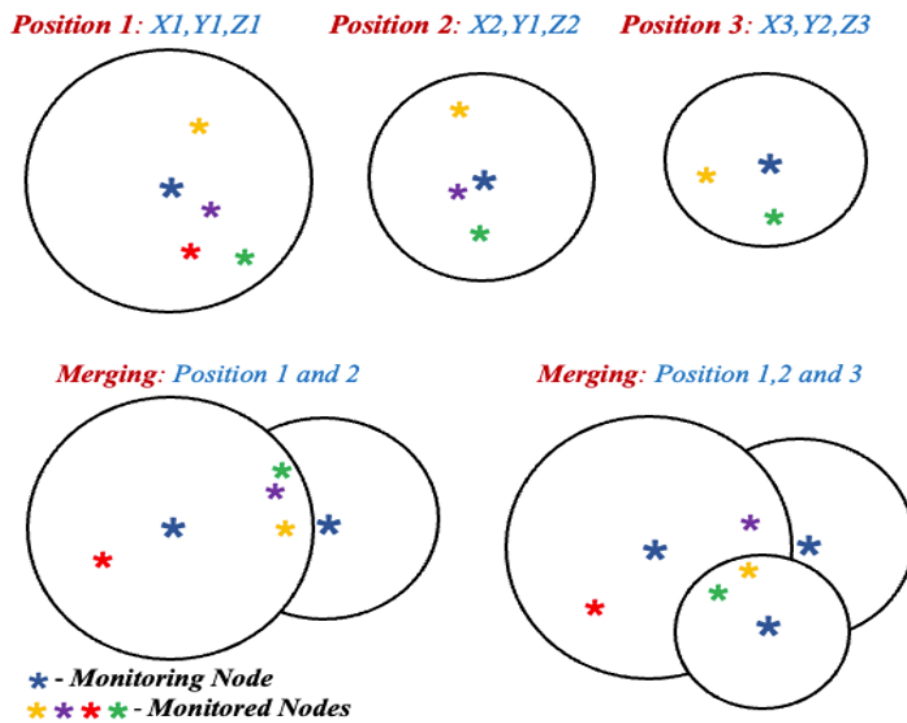 Position 1: X1,Y1,Z1
Position 2: X2,Y1,Z2
Position 3: X3,Y2,Z3
Merging: Position 1 and 2
Merging: Position 1,2 and 3
* - Monitoring Node
* * * * - Monitored Nodes